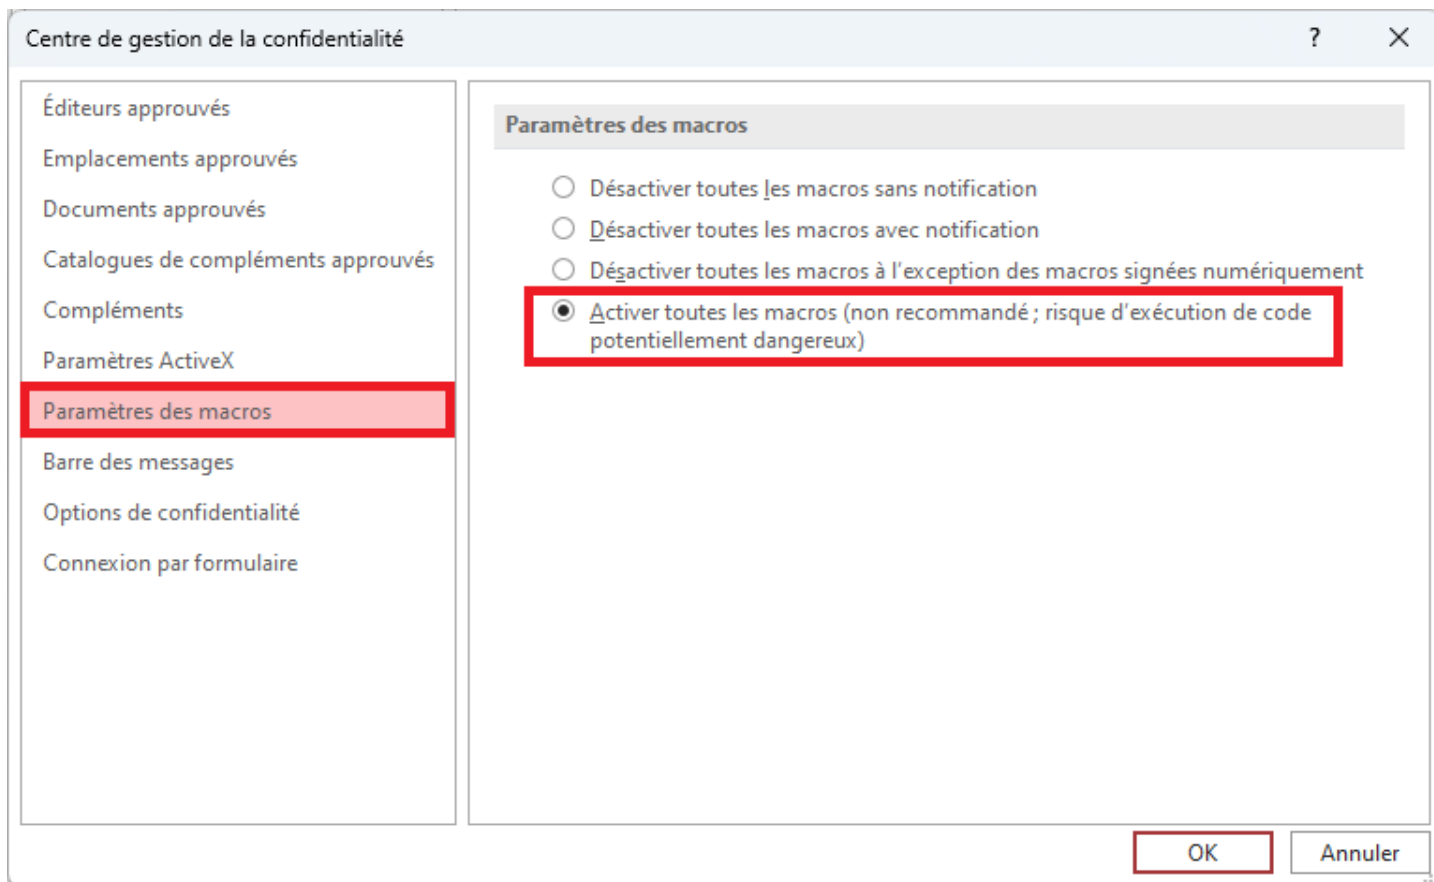 Centre de gestion de la confidentialité
?
Éditeurs approuvés
Emplacements approuvés
Documents approuvés
Catalogues de compléments approuvés
Compléments
Paramètres ActiveX
Paramètres des macros
Barre des messages
Options de confidentialité
Connexion par formulaire
Paramètres des macros
Désactiver toutes les macros sans notification
Désactiver toutes les macros avec notification
Désactiver toutes les macros à l'exception des macros signées numériquement
Activer toutes les macros (non recommandé ; risque d'exécution de code
potentiellement dangereux)
OK
Annuler